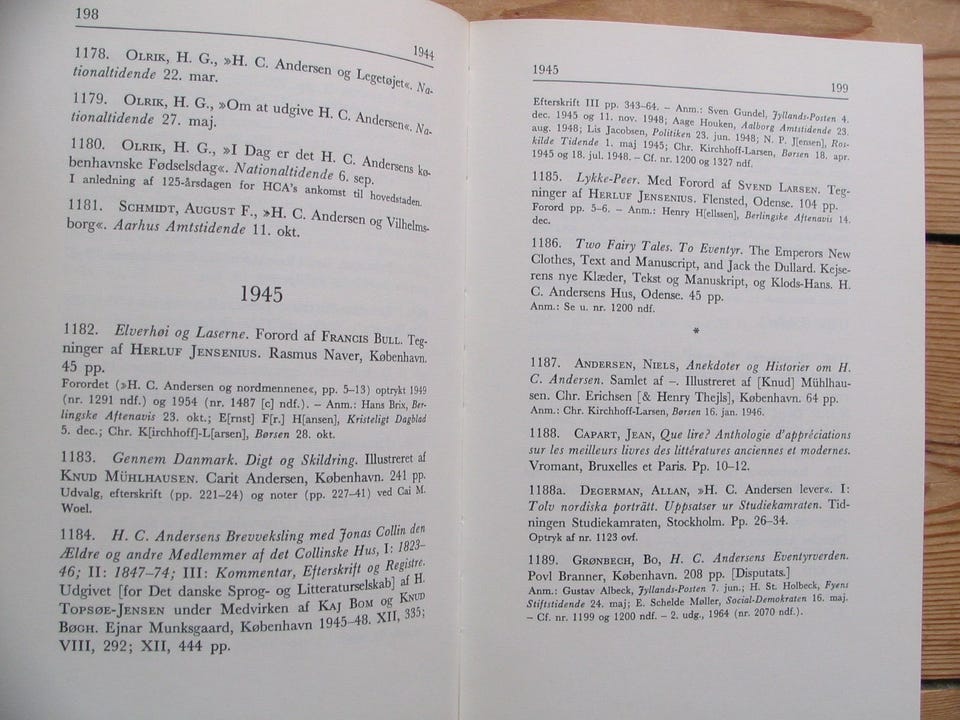 198
1944
1178. OLRIK, H. G., »H. C. Andersen og Legetøjet«. Na-
tionaltidende 22. mar.
1179. OLRIK, H. G., »Om at udgive H. C. Andersen«. Na-
tionaltidende 27. maj.
1180. OLRIK, H. G., »I Dag er det H. C. Andersens kø-
benhavnske Fødselsdag«. Nationaltidende 6. sep.
I anledning af 125-årsdagen for HCA's ankomst til hovedstaden.
1181. SCHMIDT, AUGUST F., »H. C. Andersen og Vilhelms-
borg«. Aarhus Amtstidende 11. okt.
1945
1182. Elverhøi og Laserne. Forord af FRANCIS BULL. Teg-
ninger af HERLUF JENSENIUS. Rasmus Naver, København.
45 pp.
Forordet (»H. C. Andersen og nordmennene«, pp. 5–13) optrykt 1949
(nr. 1291 ndf.) og 1954 (nr. 1487 [c] ndf.). – Anm.: Hans Brix, Ber-
lingske Aftenavis 23. okt.; E[rnst] F[r.] H[ansen], Kristeligt Dagblad
5. dec.; Chr. K[irchhoff]-L[arsen], Børsen 28. okt.
1183. Gennem Danmark. Digt og Skildring. Illustreret af
KNUD MÜHLHAUSEN. Carit Andersen, København. 241 pp.
Udvalg, efterskrift (pp. 221–24) og noter (pp. 227–41) ved Cai M.
Woel.
1184. H. C. Andersens Brevveksling med Jonas Collin den
Ældre og andre Medlemmer af det Collinske Hus, I: 1823–
46; II: 1847–74; III: Kommentar, Efterskrift og Registre.
Udgivet [for Det danske Sprog- og Litteraturselskab] af H.
TOPSØE-JENSEN under Medvirken af KAJ BOM og KNUD
BØGH. Ejnar Munksgaard, København 1945–48. XII, 335;
VIII, 292; XII, 444 pp.
1945
199
Efterskrift III pp. 343–64. – Anm.: Sven Gundel, Jyllands-Posten 4.
dec. 1945 og 11. nov. 1948; Aage Houken, Aalborg Amtstidende 23.
aug. 1948; Lis Jacobsen, Politiken 23. jun. 1948; N. P. J[ensen], Ros-
kilde Tidende 1. maj 1945; Chr. Kirchhoff-Larsen, Børsen 18. apr.
1945 og 18. jul. 1948. – Cf. nr. 1200 og 1327 ndf.
1185. Lykke-Peer. Med Forord af SVEND LARSEN. Teg-
ninger af HERLUF JENSENIUS. Flensted, Odense. 104 pp.
Forord pp. 5–6. – Anm.: Henry H[ellssen], Berlingske Aftenavis 14.
dec.
1186. Two Fairy Tales. To Eventyr. The Emperors New
Clothes, Text and Manuscript, and Jack the Dullard. Kejse-
rens nye Klæder, Tekst og Manuskript, og Klods-Hans. H.
C. Andersens Hus, Odense. 45 pp.
Anm.: Se u. nr. 1200 ndf.
*
1187. ANDERSEN, NIELS, Anekdoter og Historier om H.
C. Andersen. Samlet af –. Illustreret af [Knud] Mühlhau-
sen. Chr. Erichsen [& Henry Thejls], København. 64 pp.
Anm.: Chr. Kirchhoff-Larsen, Børsen 16. jan. 1946.
1188. CAPART, JEAN, Que lire? Anthologie d'appréciations
sur les meilleurs livres des littératures anciennes et modernes.
Vromant, Bruxelles et Paris. Pp. 10–12.
1188a. DEGERMAN, ALLAN, »H. C. Andersen lever«. I:
Tolv nordiska porträtt. Uppsatser ur Studiekamraten. Tid-
ningen Studiekamraten, Stockholm. Pp. 26–34.
Optryk af nr. 1123 ovf.
1189. GRØNBECH, BO, H. C. Andersens Eventyrverden.
Povl Branner, København. 208 pp. [Disputats.]
Anm.: Gustav Albeck, Jyllands-Posten 7. jun.; H. St. Holbeck, Fyens
Stiftstidende 24. maj; E. Schelde Møller, Social-Demokraten 16. maj.
– Cf. nr. 1199 og 1200 ndf. – 2. udg., 1964 (nr. 2070 ndf.).